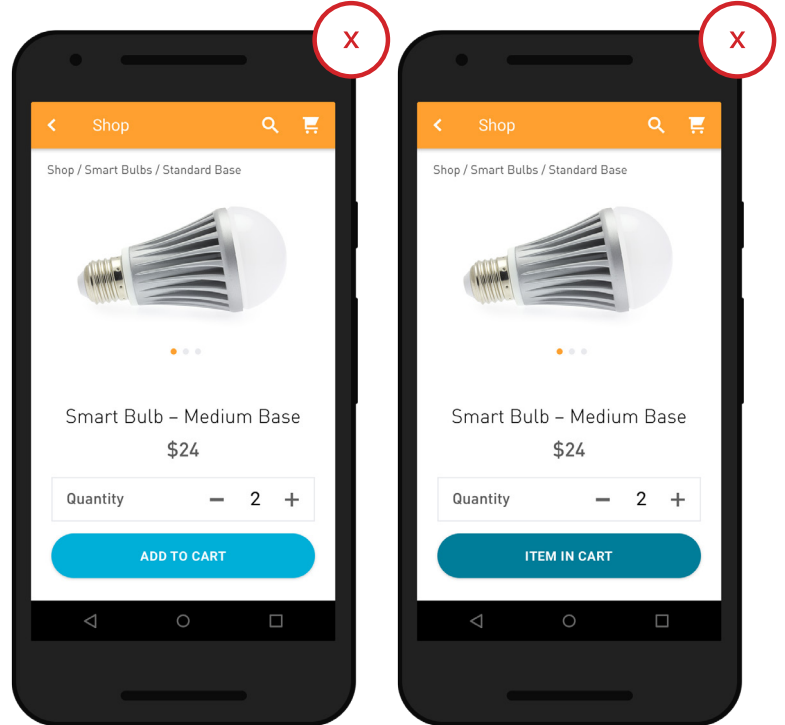 X
Shop
Shop / Smart Bulbs / Standard Base
Smart Bulb – Medium Base
$24
Quantity
2
ADD TO CART
X
Shop
Shop / Smart Bulbs / Standard Base
Smart Bulb – Medium Base
$24
Quantity
2
ITEM IN CART